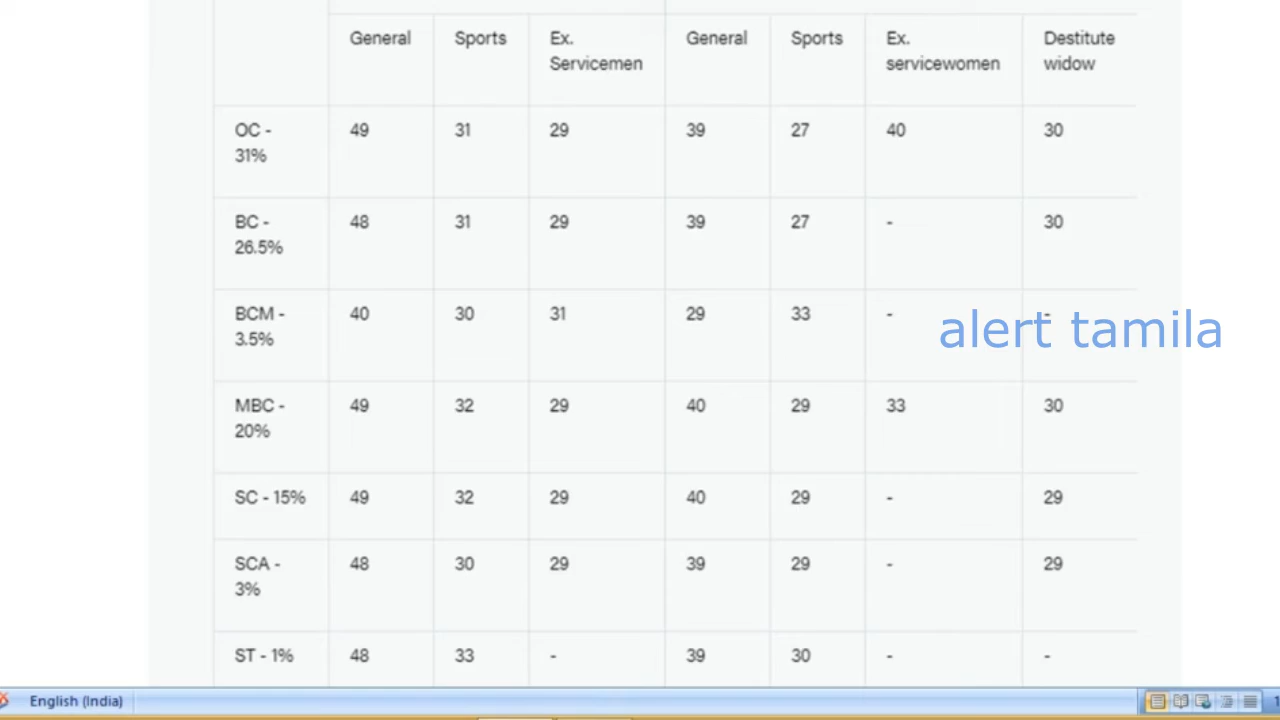 General Sports Ex. Servicemen General Sports Ex. servicewomen Destitute widow
OC - 31% 49 31 29 39 27 40 30
BC - 26.5% 48 31 29 39 27 - 30
BCM - 3.5% 40 30 31 29 33 - -
alert tamila
MBC - 20% 49 32 29 40 29 33 30
SC - 15% 49 32 29 40 29 - 29
SCA - 3% 48 30 29 39 29 - 29
ST - 1% 48 33 - 39 30 - -
English (India)
1